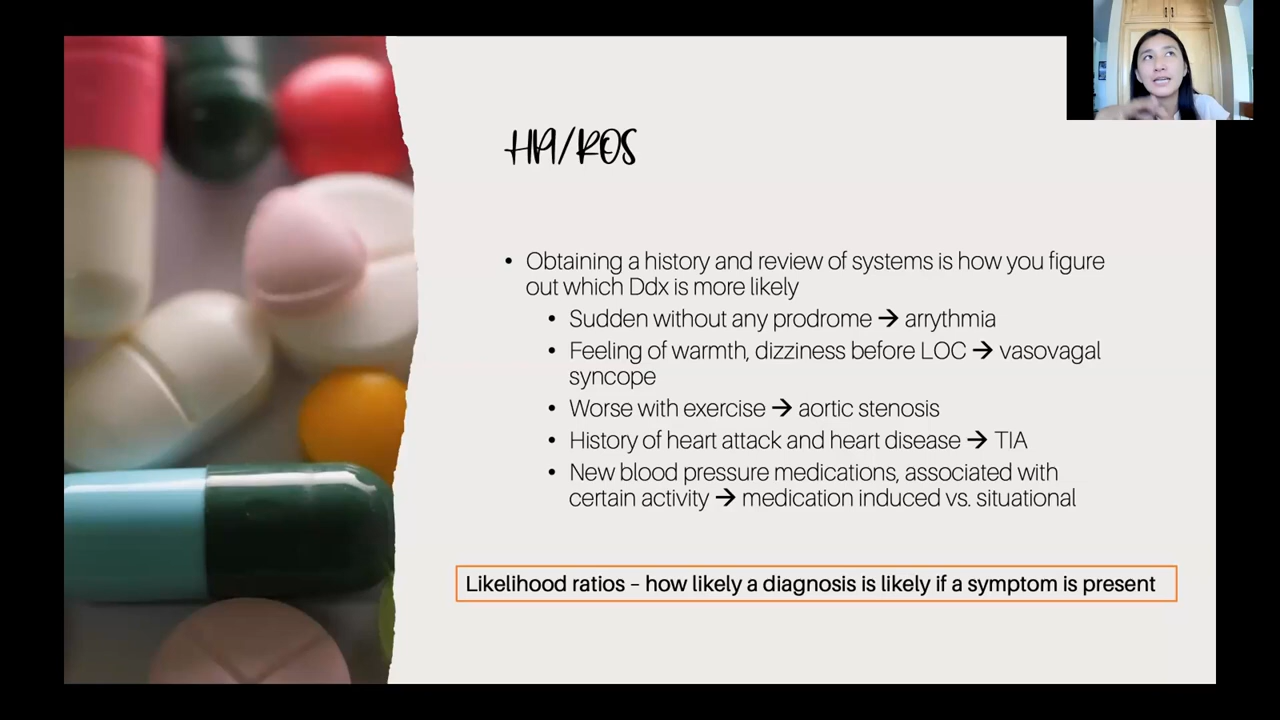 HPI/ROS
• Obtaining a history and review of systems is how you figure
out which Ddx is more likely
• Sudden without any prodrome → arrythmia
• Feeling of warmth, dizziness before LOC → vasovagal
syncope
• Worse with exercise → aortic stenosis
• History of heart attack and heart disease → TIA
• New blood pressure medications, associated with
certain activity → medication induced vs. situational
Likelihood ratios – how likely a diagnosis is likely if a symptom is present